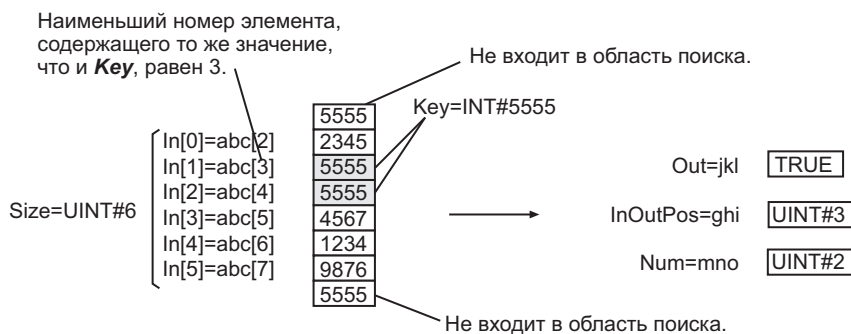 Наименьший номер элемента,
содержащего то же значение,
что и Key, равен 3.
Не входит в область поиска.
5555
Key=INT#5555
In[0]=abc[2] 2345
In[1]=abc[3] 5555
Out=jkl TRUE
In[2]=abc[4] 5555
Size=UINT#6
In[3]=abc[5] 4567
InOutPos=ghi UINT#3
In[4]=abc[6] 1234
In[5]=abc[7] 9876
Num=mno UINT#2
5555
Не входит в область поиска.